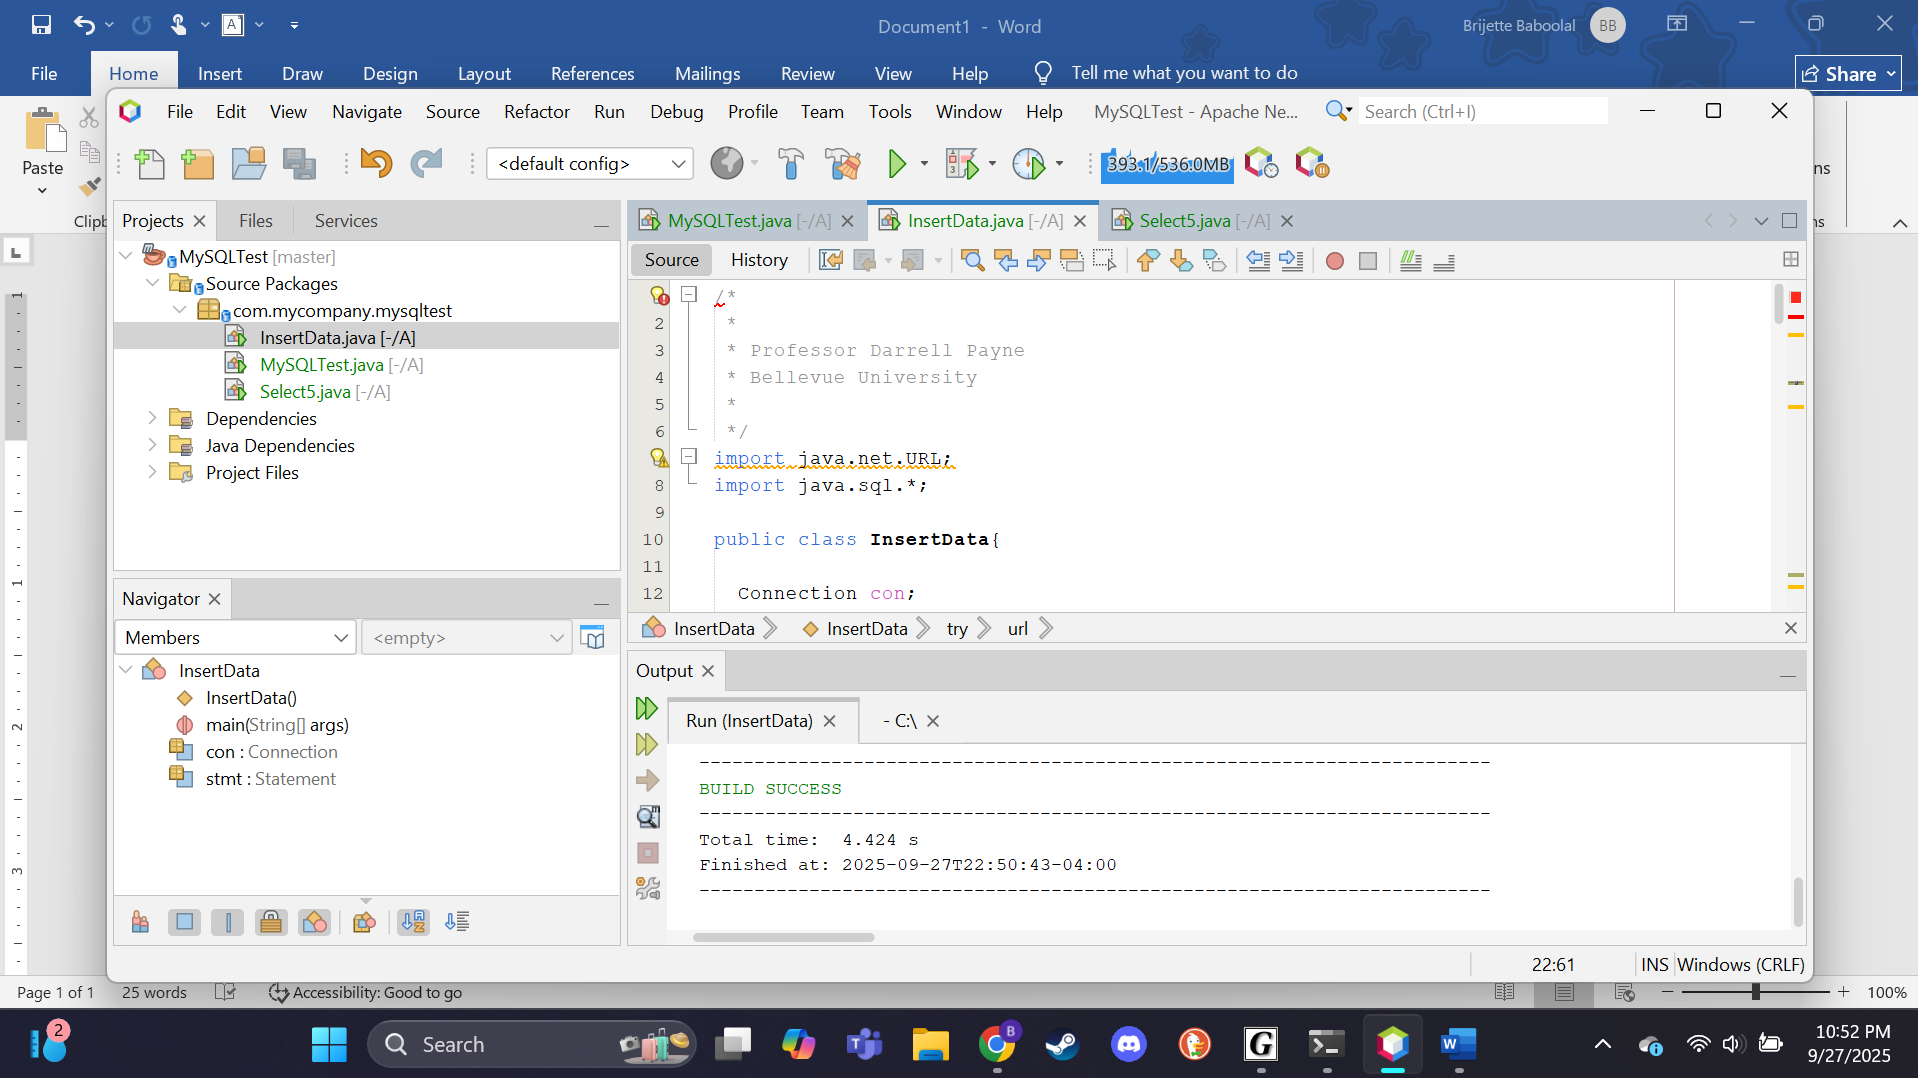 Document1 - Word
Brijette Baboolal BB
File Home Insert Draw Design Layout References Mailings Review View Help Tell me what you want to do Share
Paste
File Edit View Navigate Source Refactor Run Debug Profile Team Tools Window Help MySQLTest - Apache Ne... Search (Ctrl+I)
<default config> 393.1/536.0MB
Projects Files Services
MySQLTest [master]
Source Packages
com.mycompany.mysqltest
InsertData.java [-/A]
MySQLTest.java [-/A]
Select5.java [-/A]
Dependencies
Java Dependencies
Project Files
MySQLTest.java [-/A] InsertData.java [-/A] Select5.java [-/A]
Source History
/*
2 *
3 * Professor Darrell Payne
4 * Bellevue University
5 *
6 */
import java.net.URL;
8 import java.sql.*;
9
10 public class InsertData{
11
12 Connection con;
InsertData InsertData try url
Navigator
Members <empty>
InsertData
InsertData()
main(String[] args)
con : Connection
stmt : Statement
Output
Run (InsertData) - C:\
------------------------------------------------------------------------
BUILD SUCCESS
------------------------------------------------------------------------
Total time: 4.424 s
Finished at: 2025-09-27T22:50:43-04:00
------------------------------------------------------------------------
22:61 INS Windows (CRLF)
Page 1 of 1 25 words Accessibility: Good to go 100%
2 Search
10:52 PM
9/27/2025